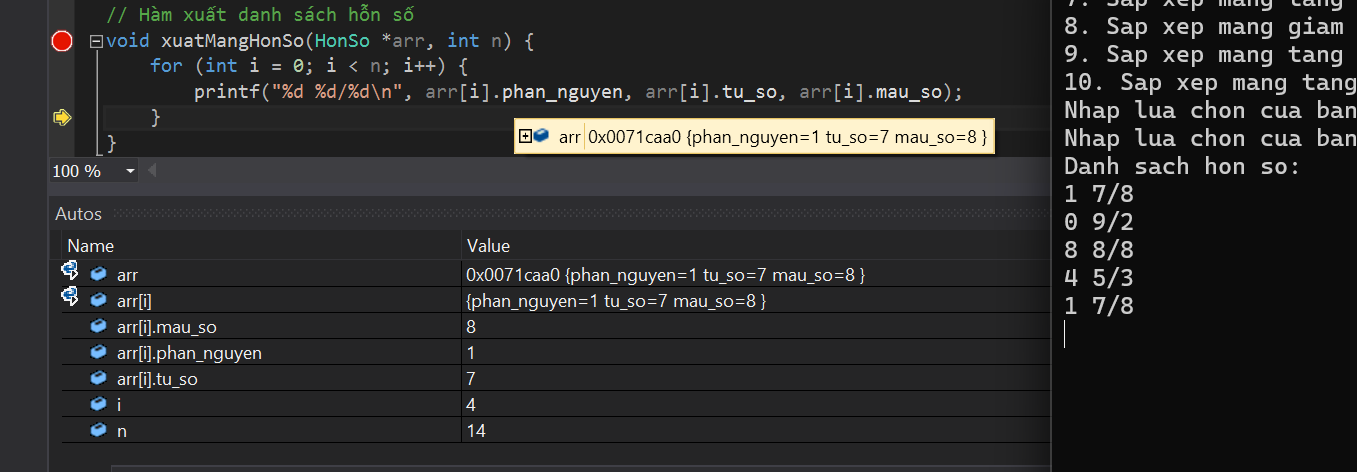 // Hàm xuất danh sách hỗn số
void xuatMangHonSo(HonSo *arr, int n) {
for (int i = 0; i < n; i++) {
printf("%d %d/%d\n", arr[i].phan_nguyen, arr[i].tu_so, arr[i].mau_so);
}
arr 0x0071caa0 {phan_nguyen=1 tu_so=7 mau_so=8 }
}
100 %
Autos
Name Value
arr 0x0071caa0 {phan_nguyen=1 tu_so=7 mau_so=8 }
arr[i] {phan_nguyen=1 tu_so=7 mau_so=8 }
arr[i].mau_so 8
arr[i].phan_nguyen 1
arr[i].tu_so 7
i 4
n 14
7. Sap xep mang tang
8. Sap xep mang giam
9. Sap xep mang tang
10. Sap xep mang tang
Nhap lua chon cua ban
Nhap lua chon cua ban
Danh sach hon so:
1 7/8
0 9/2
8 8/8
4 5/3
1 7/8